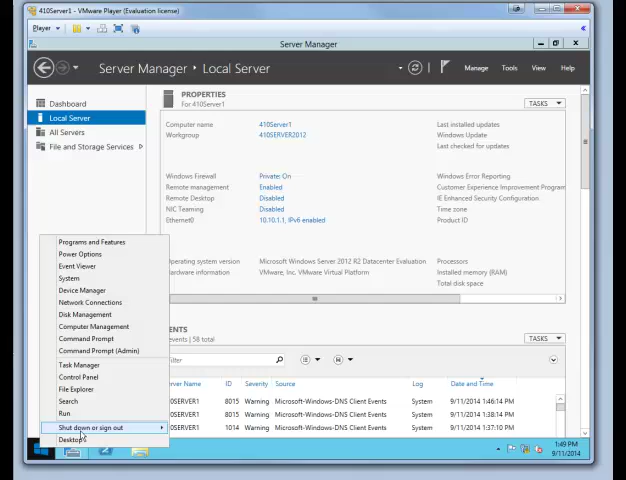 410Server1 - VMware Player (Evaluation license)
Player
Server Manager
Server Manager • Local Server
Manage Tools View Help
Dashboard
Local Server
All Servers
File and Storage Services
PROPERTIES
For 410Server1
TASKS
Computer name 410Server1 Last installed updates
Workgroup 410SERVER2012 Windows Update
Last checked for updates
Windows Firewall Private: On Windows Error Reporting
Remote management Enabled Customer Experience Improvement Program
Remote Desktop Disabled IE Enhanced Security Configuration
NIC Teaming Disabled Time zone
Ethernet0 10.10.1.1, IPv6 enabled Product ID
Operating system version Microsoft Windows Server 2012 R2 Datacenter Evaluation Processors
Hardware information VMware, Inc. VMware Virtual Platform Installed memory (RAM)
Total disk space
Programs and Features
Power Options
Event Viewer
System
Device Manager
Network Connections
Disk Management
Computer Management
Command Prompt
Command Prompt (Admin)
Task Manager
Control Panel
File Explorer
Search
Run
Shut down or sign out
Desktop
ENTS
events | 58 total
TASKS
Filter
rver Name ID Severity Source Log Date and Time
10SERVER1 8015 Warning Microsoft-Windows-DNS Client Events System 9/11/2014 1:46:14 PM
10SERVER1 8015 Warning Microsoft-Windows-DNS Client Events System 9/11/2014 1:38:14 PM
10SERVER1 1014 Warning Microsoft-Windows-DNS Client Events System 9/11/2014 1:37:10 PM
1:49 PM
9/11/2014